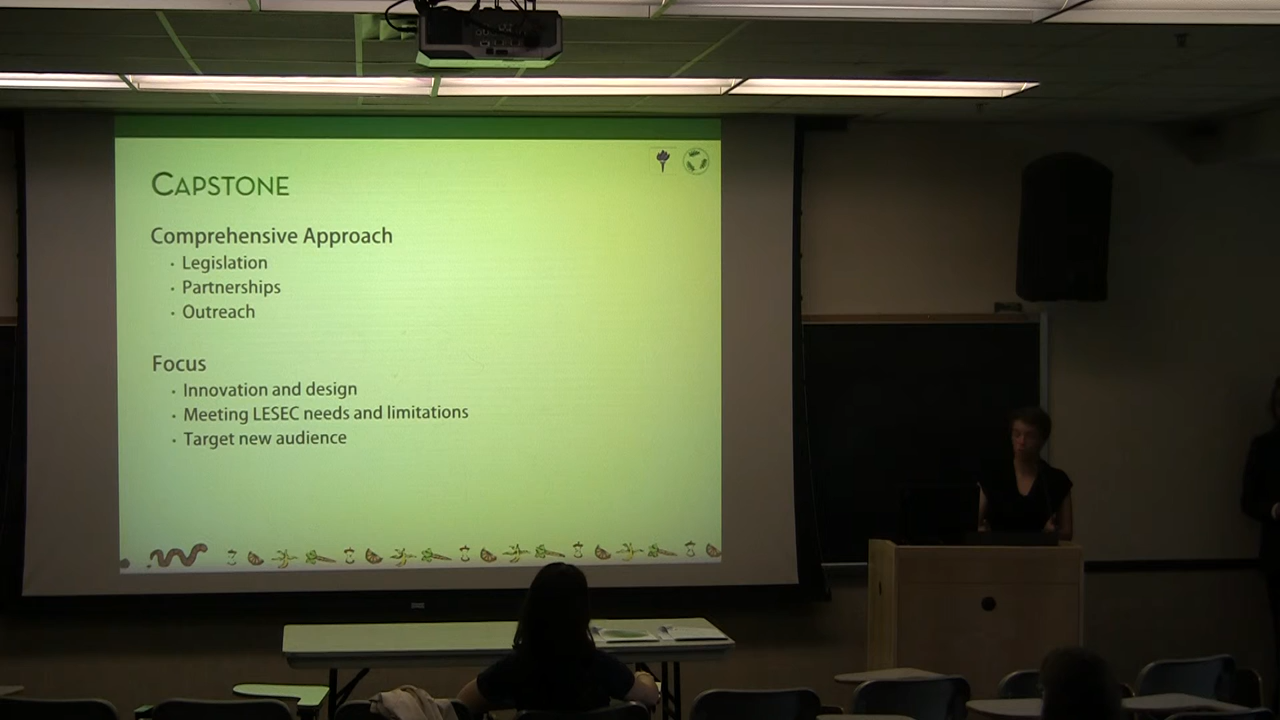 CAPSTONE
Comprehensive Approach
· Legislation
· Partnerships
· Outreach
Focus
· Innovation and design
· Meeting LESEC needs and limitations
· Target new audience